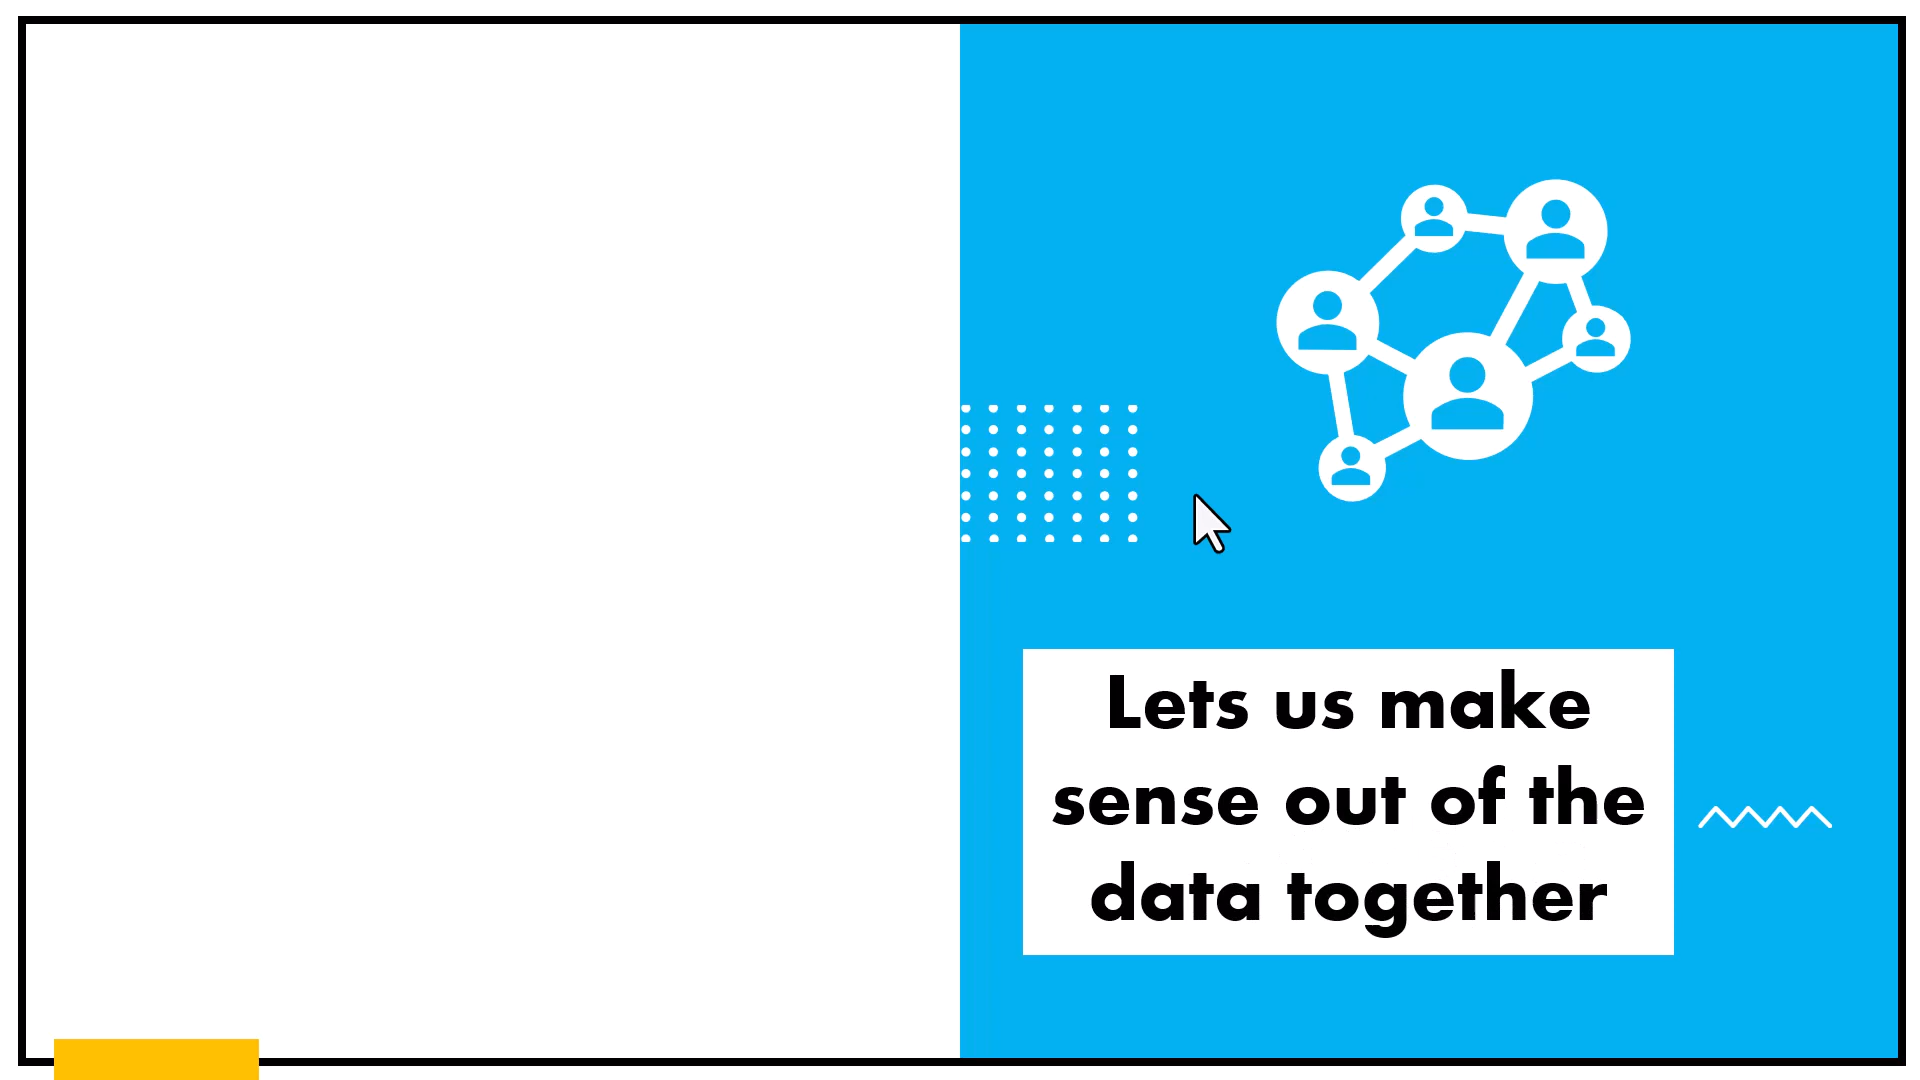 Lets us make
sense out of the
data together